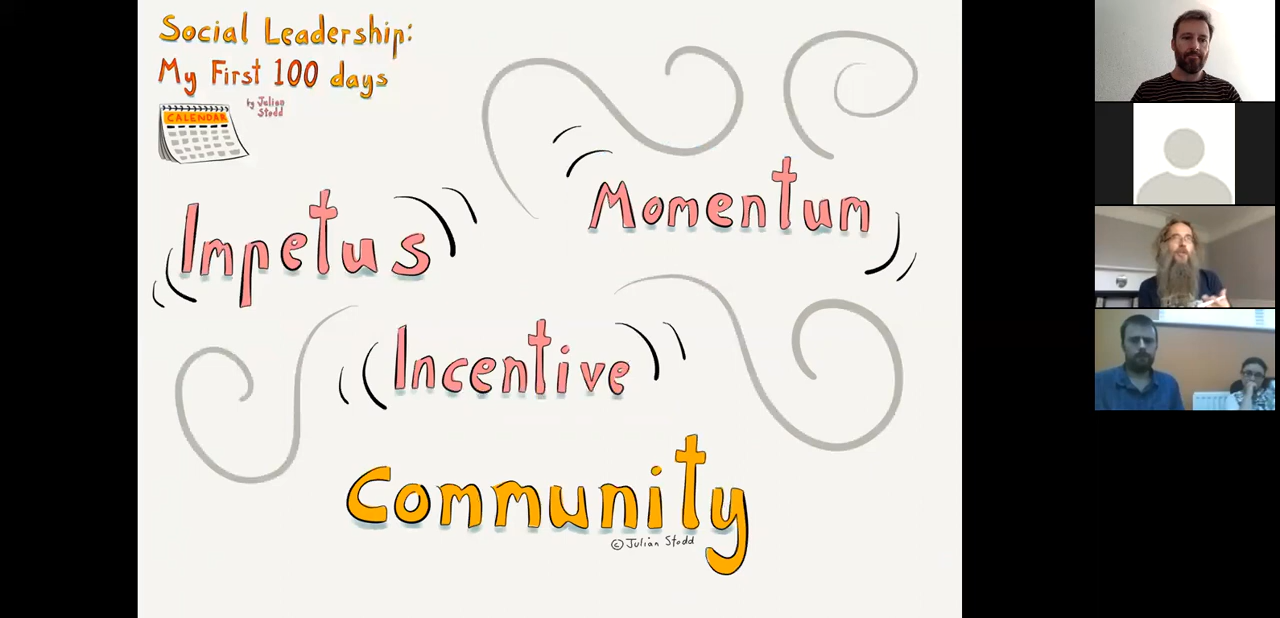 Social Leadership:
My First 100 days
by Julian
Stodd
CALENDAR
Impetus
Momentum
Incentive
Community
© Julian Stodd